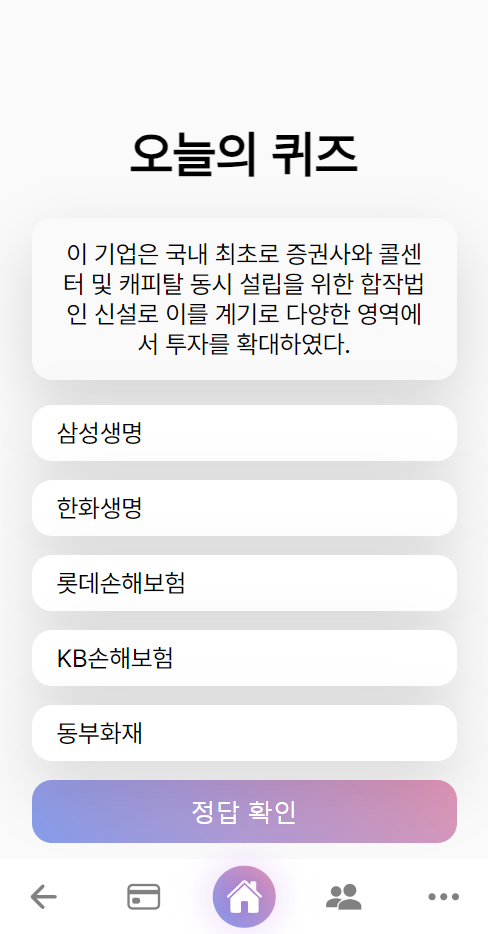 오늘의 퀴즈
이 기업은 국내 최초로 증권사와 콜센
터 및 캐피탈 동시 설립을 위한 합작법
인 신설로 이를 계기로 다양한 영역에
서 투자를 확대하였다.
삼성생명
한화생명
롯데손해보험
KB손해보험
동부화재
정답 확인